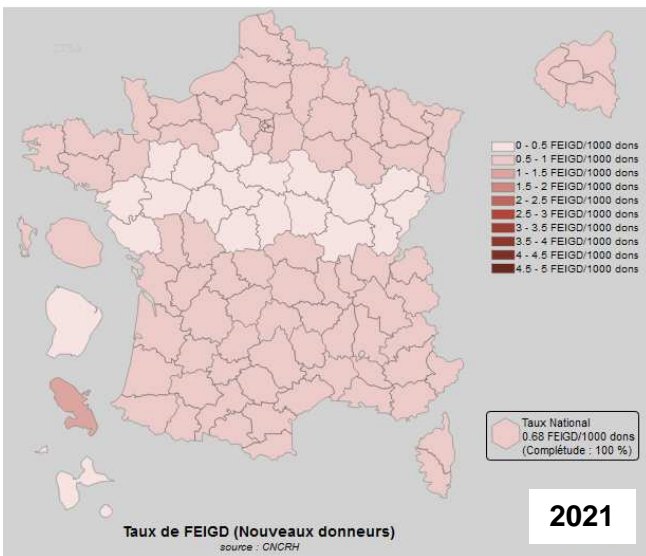 0 - 0.5 FEIGD/1000 dons
0.5 - 1 FEIGD/1000 dons
1 - 1.5 FEIGD/1000 dons
1.5 - 2 FEIGD/1000 dons
2 - 2.5 FEIGD/1000 dons
2.5 - 3 FEIGD/1000 dons
3 - 3.5 FEIGD/1000 dons
3.5 - 4 FEIGD/1000 dons
4 - 4.5 FEIGD/1000 dons
4.5 - 5 FEIGD/1000 dons
Taux National
0.68 FEIGD/1000 dons
(Complétude : 100 %)
2021
Taux de FEIGD (Nouveaux donneurs)
source : CNCRH